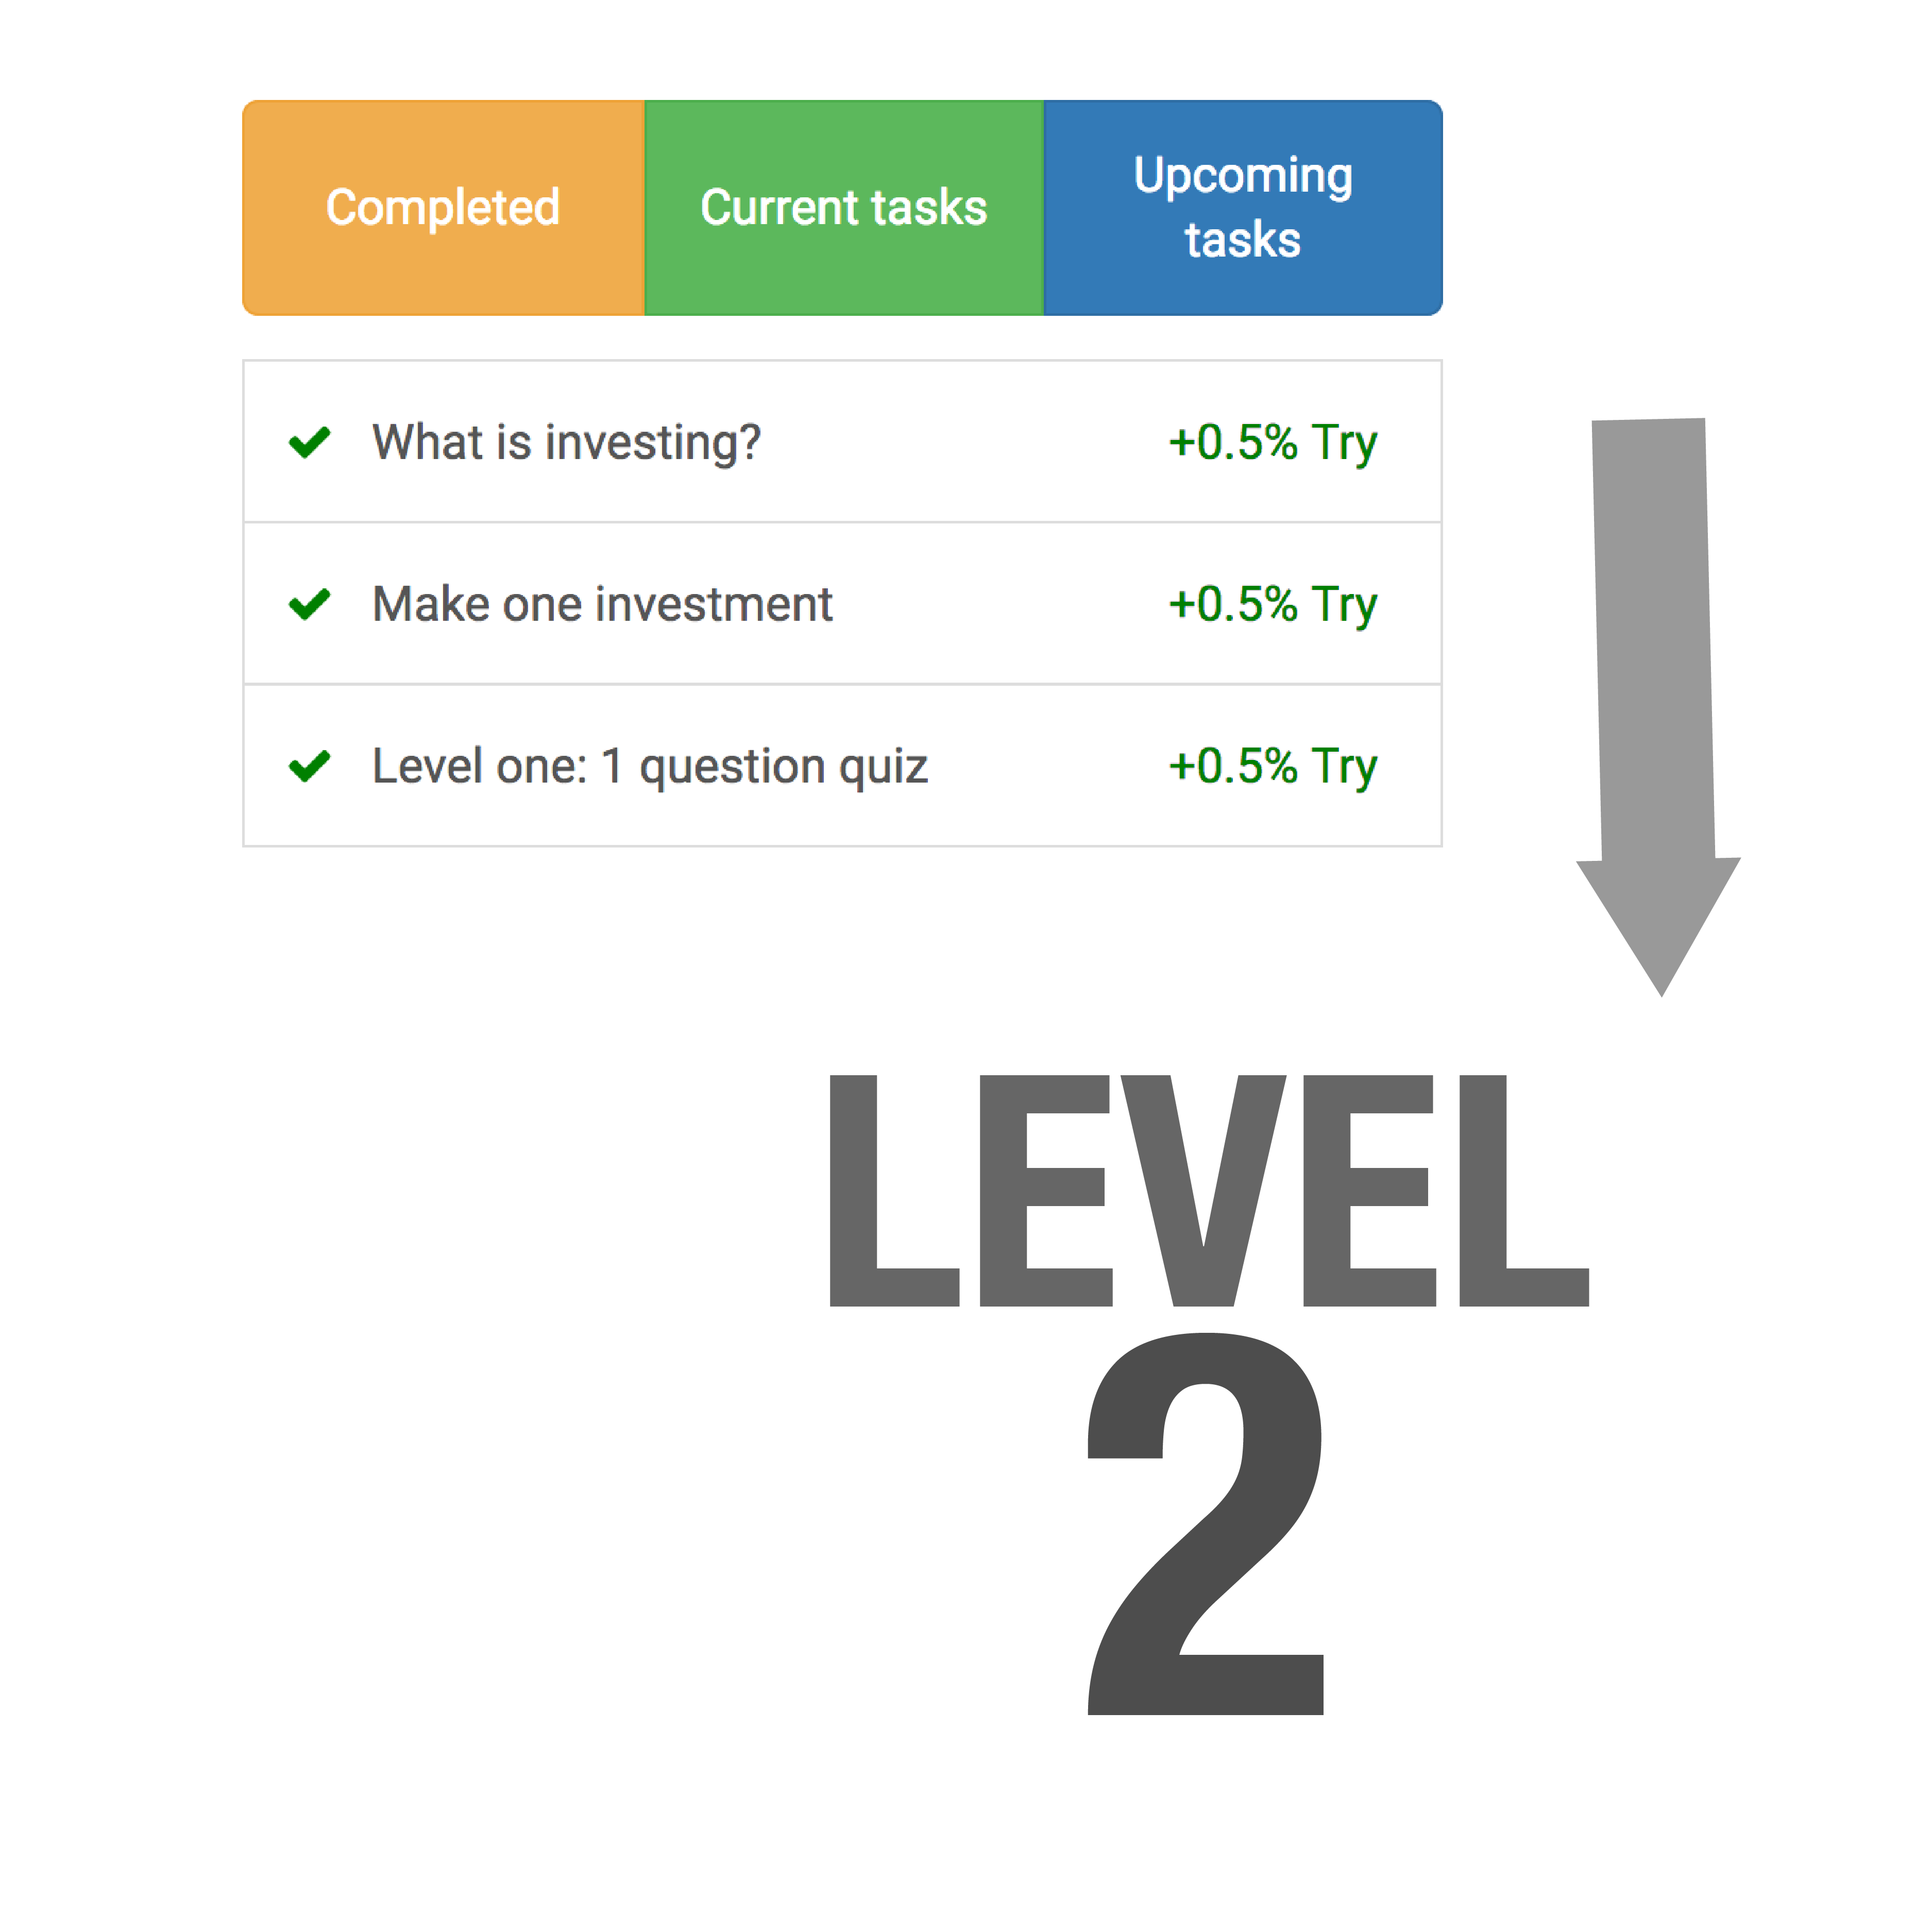 Completed
Current tasks
Upcoming
tasks
What is investing? +0.5% Try
Make one investment +0.5% Try
Level one: 1 question quiz +0.5% Try
LEVEL
2